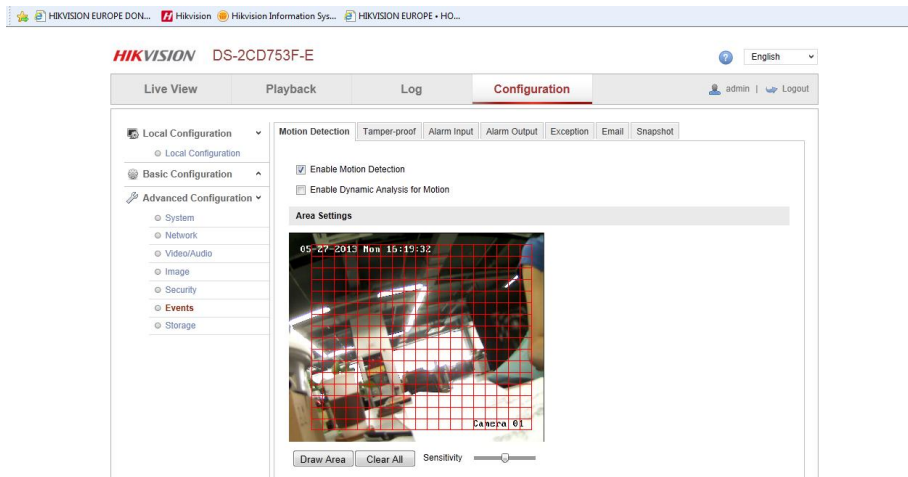 HIKVISION EUROPE DON... Hikvision Hikvision Information Sys... HIKVISION EUROPE • HO...
HIKVISION DS-2CD753F-E English
Live View Playback Log Configuration admin | Logout
Local Configuration
Local Configuration
Basic Configuration
Advanced Configuration
System
Network
Video/Audio
Image
Security
Events
Storage
Motion Detection Tamper-proof Alarm Input Alarm Output Exception Email Snapshot
Enable Motion Detection
Enable Dynamic Analysis for Motion
Area Settings
05-27-2013 Mon 15:19:32
Camera 01
Draw Area Clear All Sensitivity